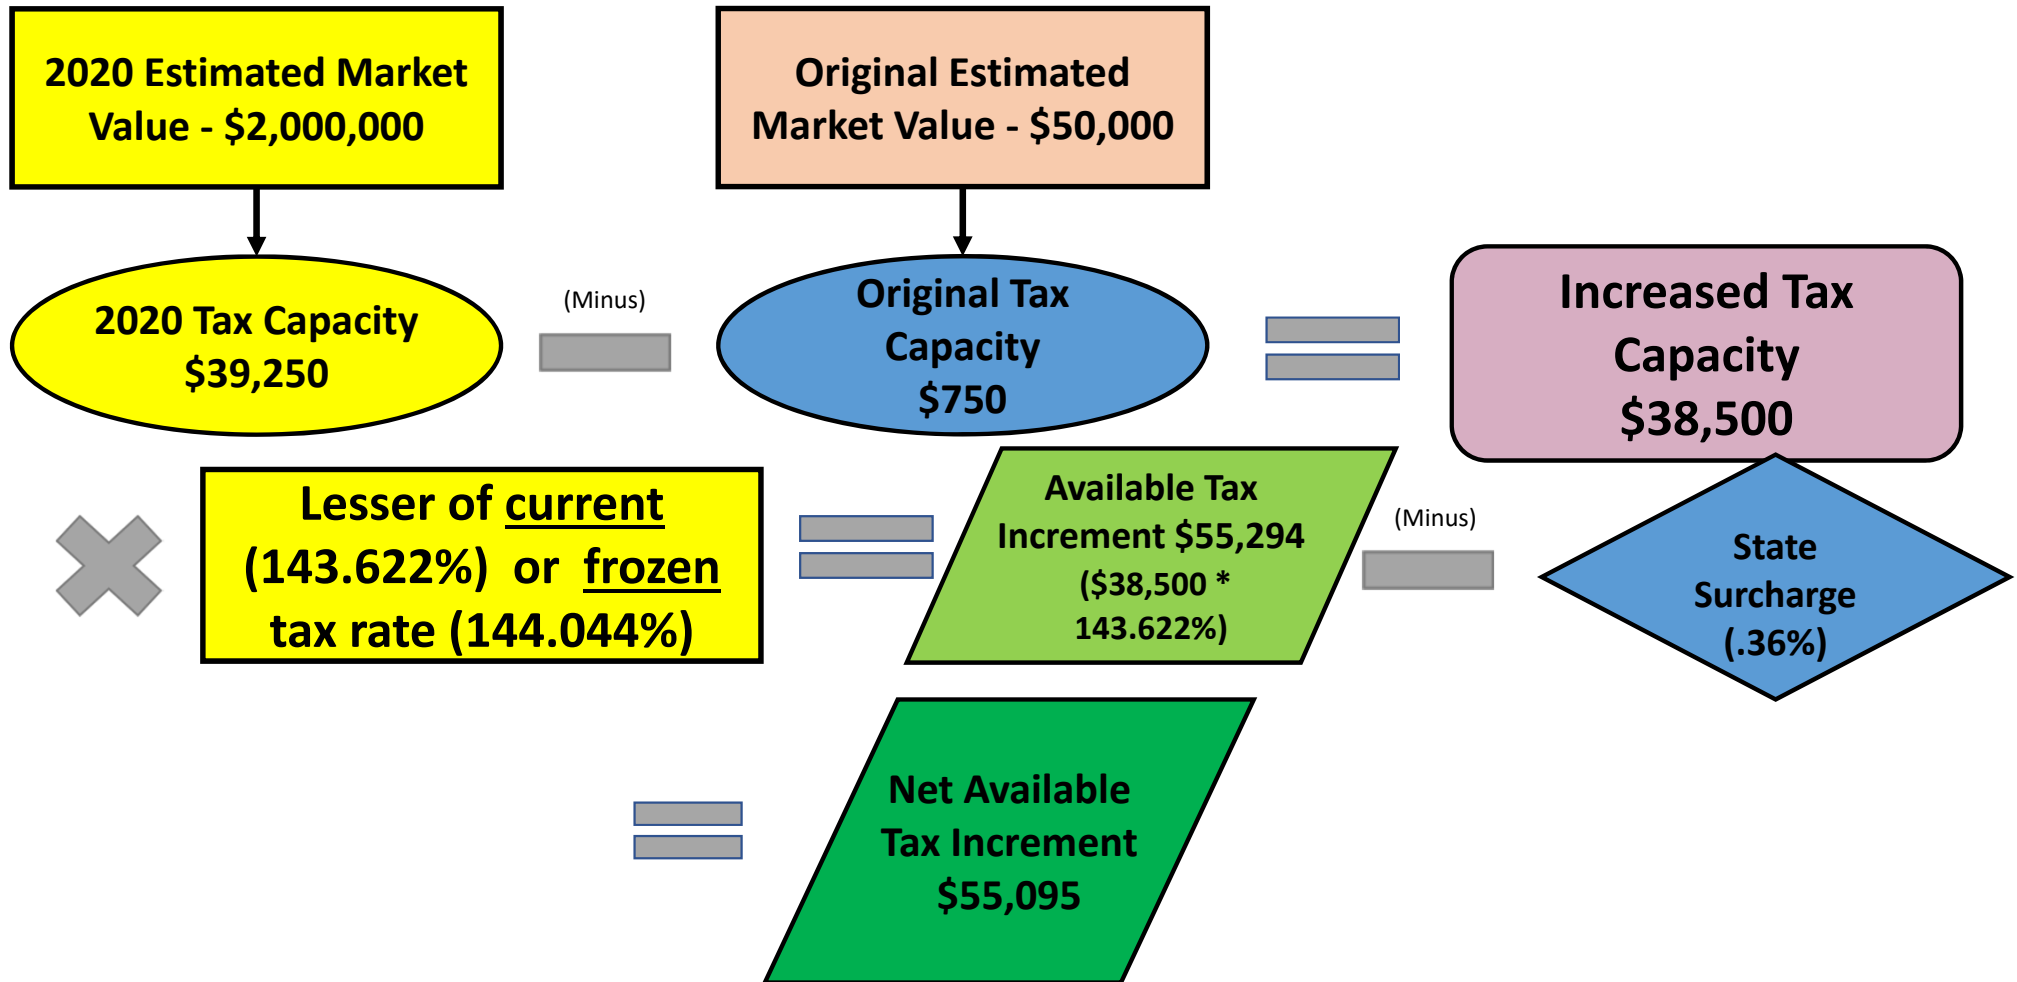 2020 Estimated Market
Value - $2,000,000
Original Estimated
Market Value - $50,000
2020 Tax Capacity
$39,250
(Minus)
Original Tax
Capacity
$750
Increased Tax
Capacity
$38,500
Lesser of current
(143.622%) or frozen
tax rate (144.044%)
Available Tax
Increment $55,294
($38,500 *
143.622%)
(Minus)
State
Surcharge
(.36%)
Net Available
Tax Increment
$55,095